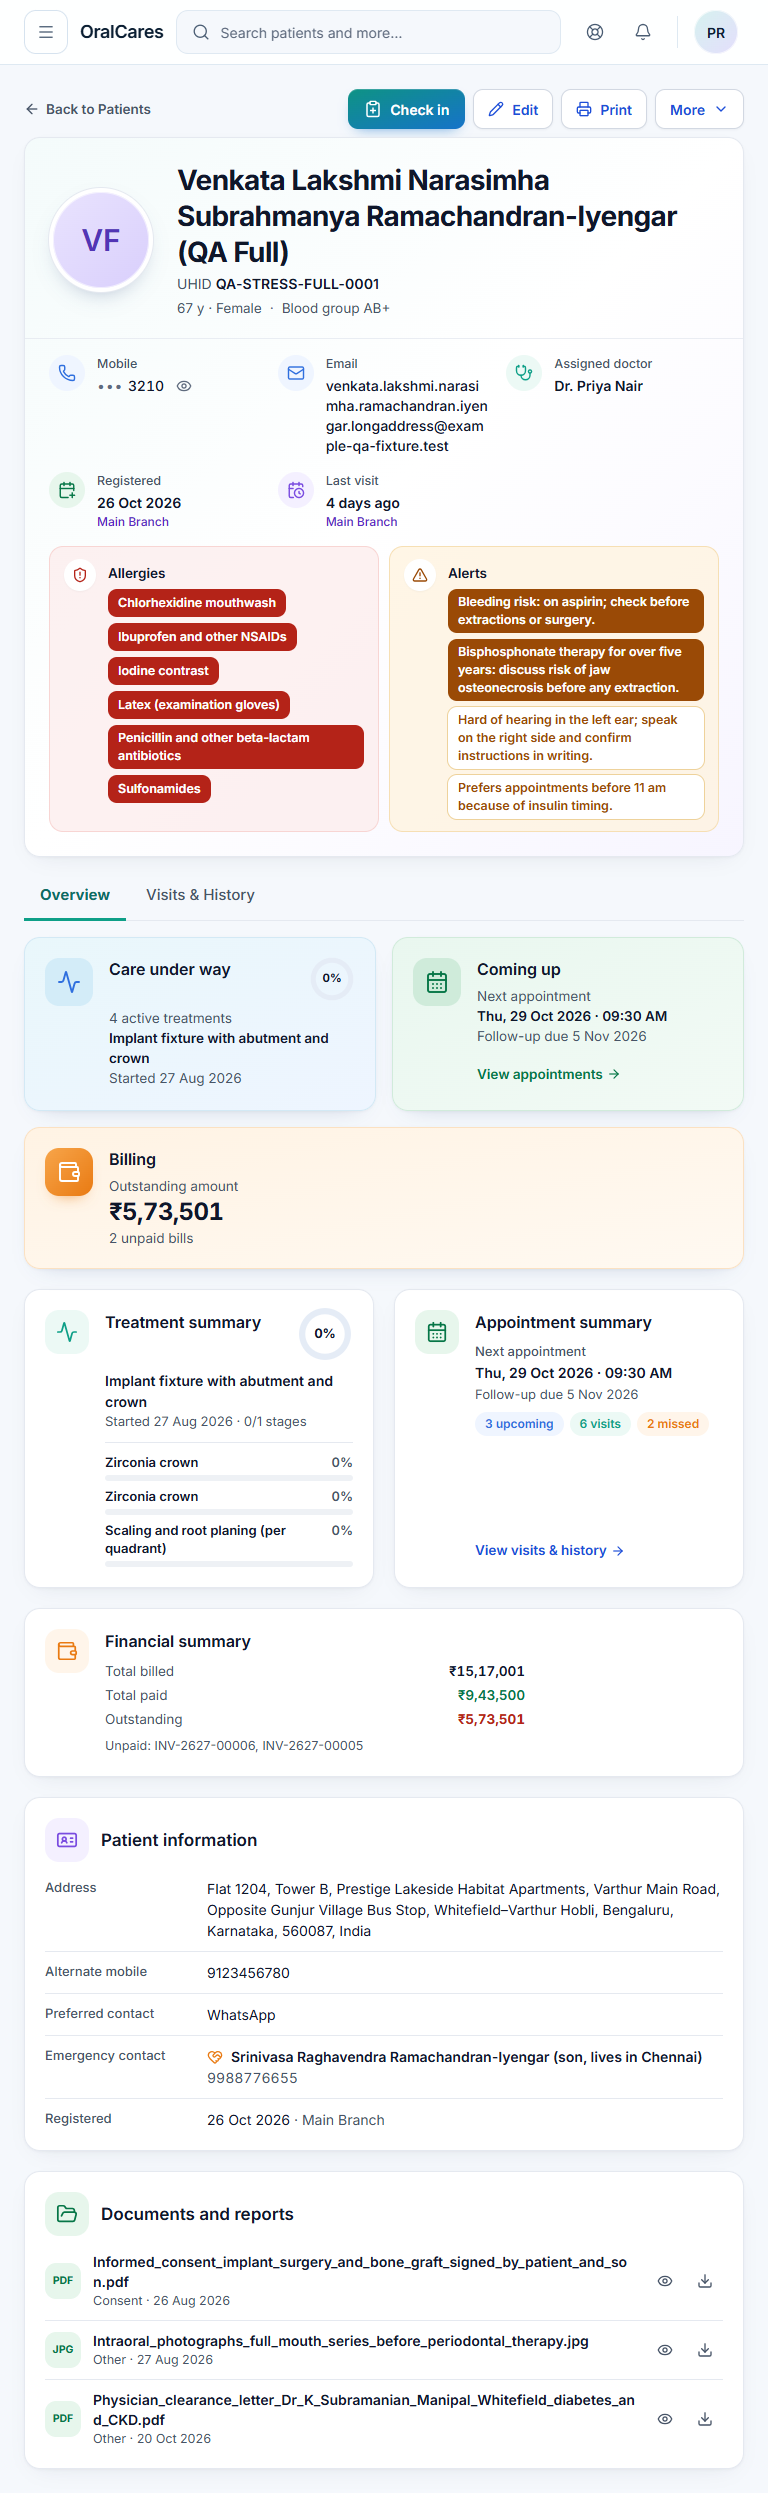 OralCares
Search patients and more...
PR
Back to Patients
Check in
Edit
Print
More
VF
Venkata Lakshmi Narasimha
Subrahmanya Ramachandran-Iyengar
(QA Full)
UHID QA-STRESS-FULL-0001
67 y · Female · Blood group AB+
Mobile
••• 3210
Email
venkata.lakshmi.narasi
mha.ramachandran.iyen
gar.longaddress@exam
ple-qa-fixture.test
Assigned doctor
Dr. Priya Nair
Registered
26 Oct 2026
Main Branch
Last visit
4 days ago
Main Branch
Allergies
Chlorhexidine mouthwash
Ibuprofen and other NSAIDs
Iodine contrast
Latex (examination gloves)
Penicillin and other beta-lactam
antibiotics
Sulfonamides
Alerts
Bleeding risk: on aspirin; check before
extractions or surgery.
Bisphosphonate therapy for over five
years: discuss risk of jaw
osteonecrosis before any extraction.
Hard of hearing in the left ear; speak
on the right side and confirm
instructions in writing.
Prefers appointments before 11 am
because of insulin timing.
Overview
Visits & History
Care under way
0%
4 active treatments
Implant fixture with abutment and
crown
Started 27 Aug 2026
Coming up
Next appointment
Thu, 29 Oct 2026 · 09:30 AM
Follow-up due 5 Nov 2026
View appointments →
Billing
Outstanding amount
₹5,73,501
2 unpaid bills
Treatment summary
0%
Implant fixture with abutment and
crown
Started 27 Aug 2026 · 0/1 stages
Zirconia crown 0%
Zirconia crown 0%
Scaling and root planing (per 0%
quadrant)
Appointment summary
Next appointment
Thu, 29 Oct 2026 · 09:30 AM
Follow-up due 5 Nov 2026
3 upcoming
6 visits
2 missed
View visits & history →
Financial summary
Total billed ₹15,17,001
Total paid ₹9,43,500
Outstanding ₹5,73,501
Unpaid: INV-2627-00006, INV-2627-00005
Patient information
Address
Flat 1204, Tower B, Prestige Lakeside Habitat Apartments, Varthur Main Road,
Opposite Gunjur Village Bus Stop, Whitefield–Varthur Hobli, Bengaluru,
Karnataka, 560087, India
Alternate mobile
9123456780
Preferred contact
WhatsApp
Emergency contact
Srinivasa Raghavendra Ramachandran-Iyengar (son, lives in Chennai)
9988776655
Registered
26 Oct 2026 · Main Branch
Documents and reports
PDF
Informed_consent_implant_surgery_and_bone_graft_signed_by_patient_and_so
n.pdf
Consent · 26 Aug 2026
JPG
Intraoral_photographs_full_mouth_series_before_periodontal_therapy.jpg
Other · 27 Aug 2026
PDF
Physician_clearance_letter_Dr_K_Subramanian_Manipal_Whitefield_diabetes_an
d_CKD.pdf
Other · 20 Oct 2026